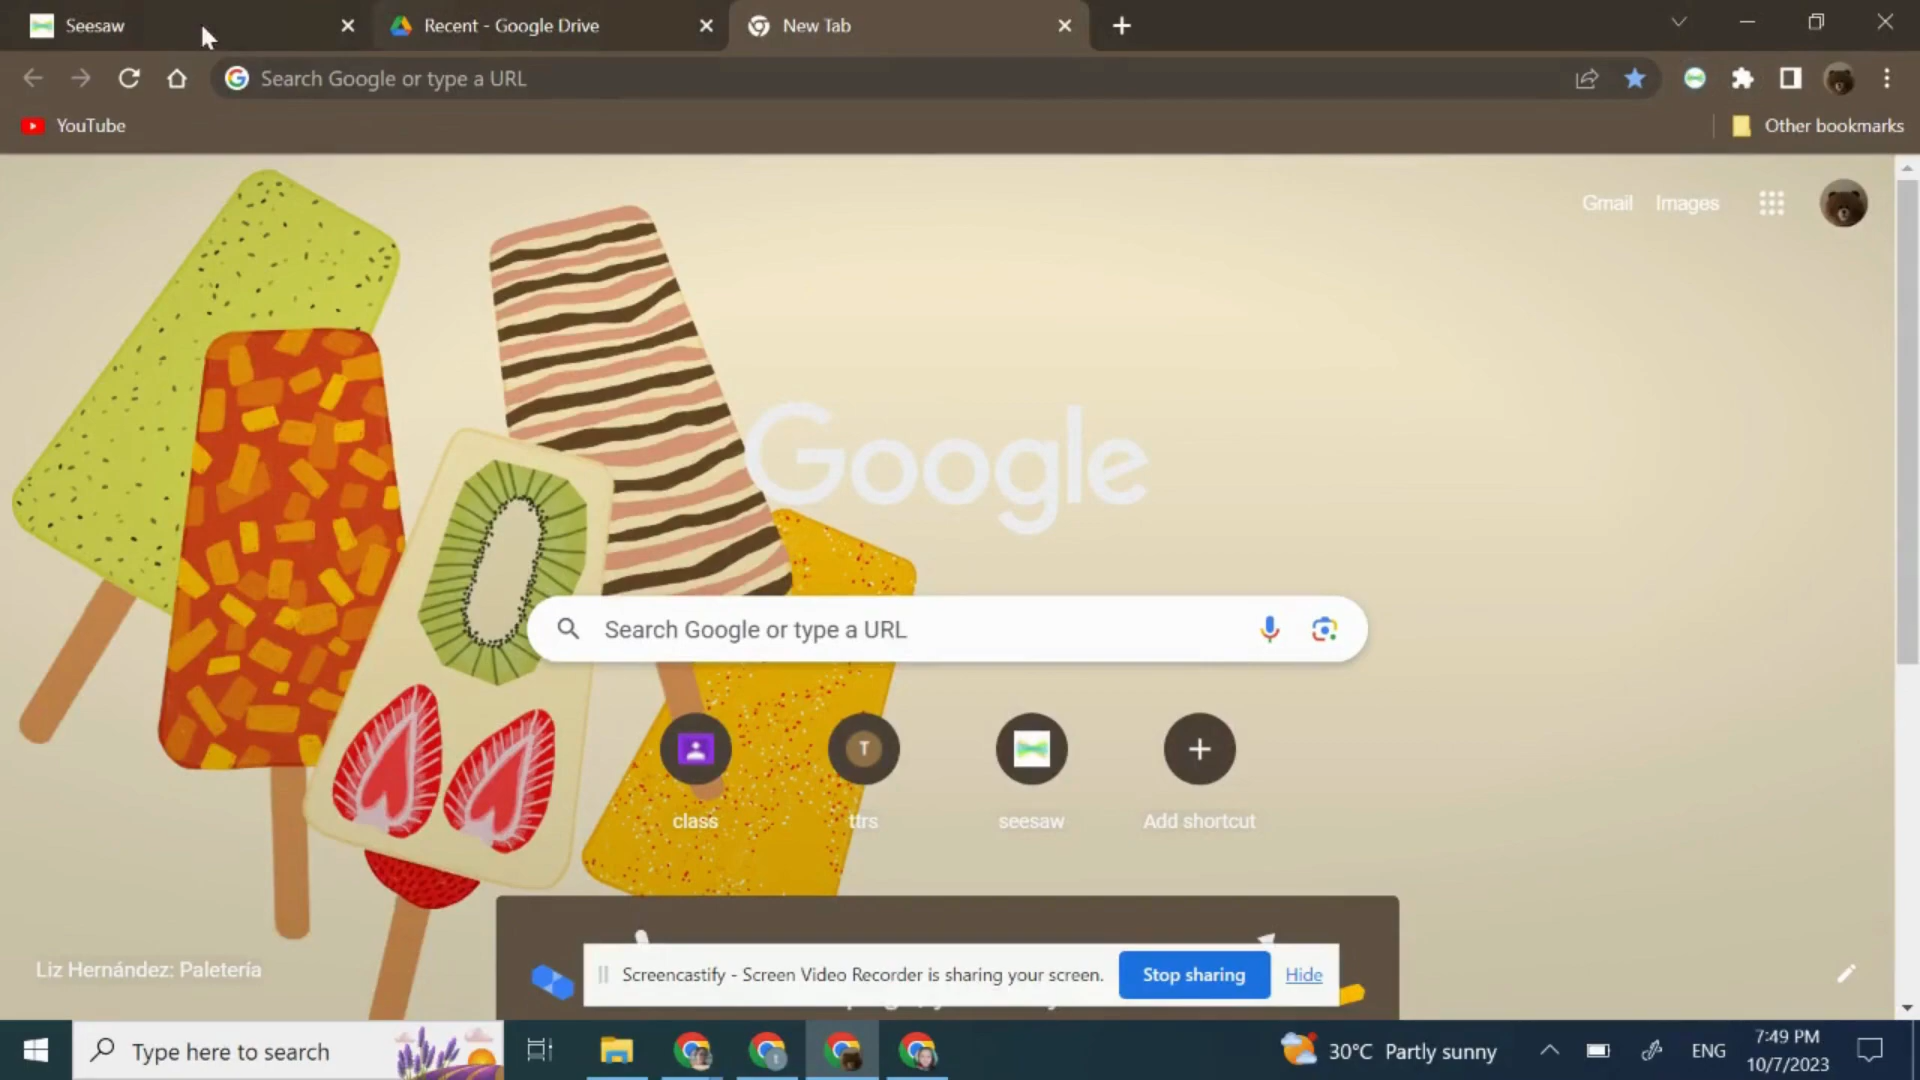 Seesaw
Recent - Google Drive
New Tab
Search Google or type a URL
YouTube
Other bookmarks
Gmail
Images
Google
Search Google or type a URL
T
class
ttrs
seesaw
Add shortcut
Liz Hernández: Paletería
Screencastify - Screen Video Recorder is sharing your screen.
Stop sharing
Hide
Type here to search
30°C Partly sunny
ENG
7:49 PM
10/7/2023